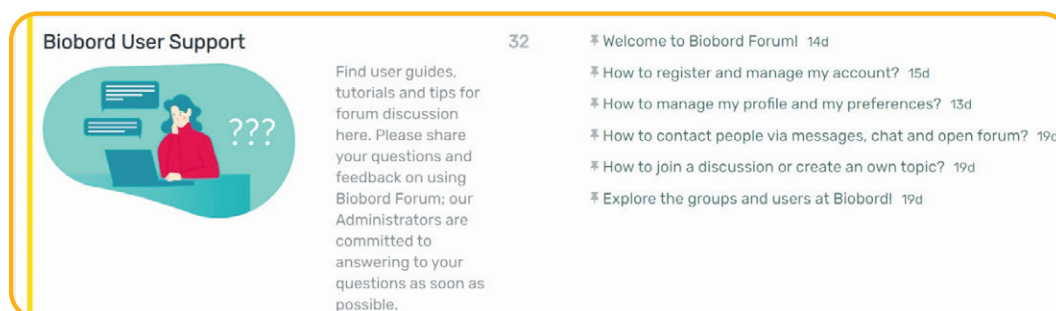 Biobord User Support
32
???
Find user guides,
tutorials and tips for
forum discussion
here. Please share
your questions and
feedback on using
Biobord Forum; our
Administrators are
committed to
answering to your
questions as soon as
possible.
Welcome to Biobord Forum! 14d
How to register and manage my account? 15d
How to manage my profile and my preferences? 13d
How to contact people via messages, chat and open forum? 19d
How to join a discussion or create an own topic? 19d
Explore the groups and users at Biobord! 19d